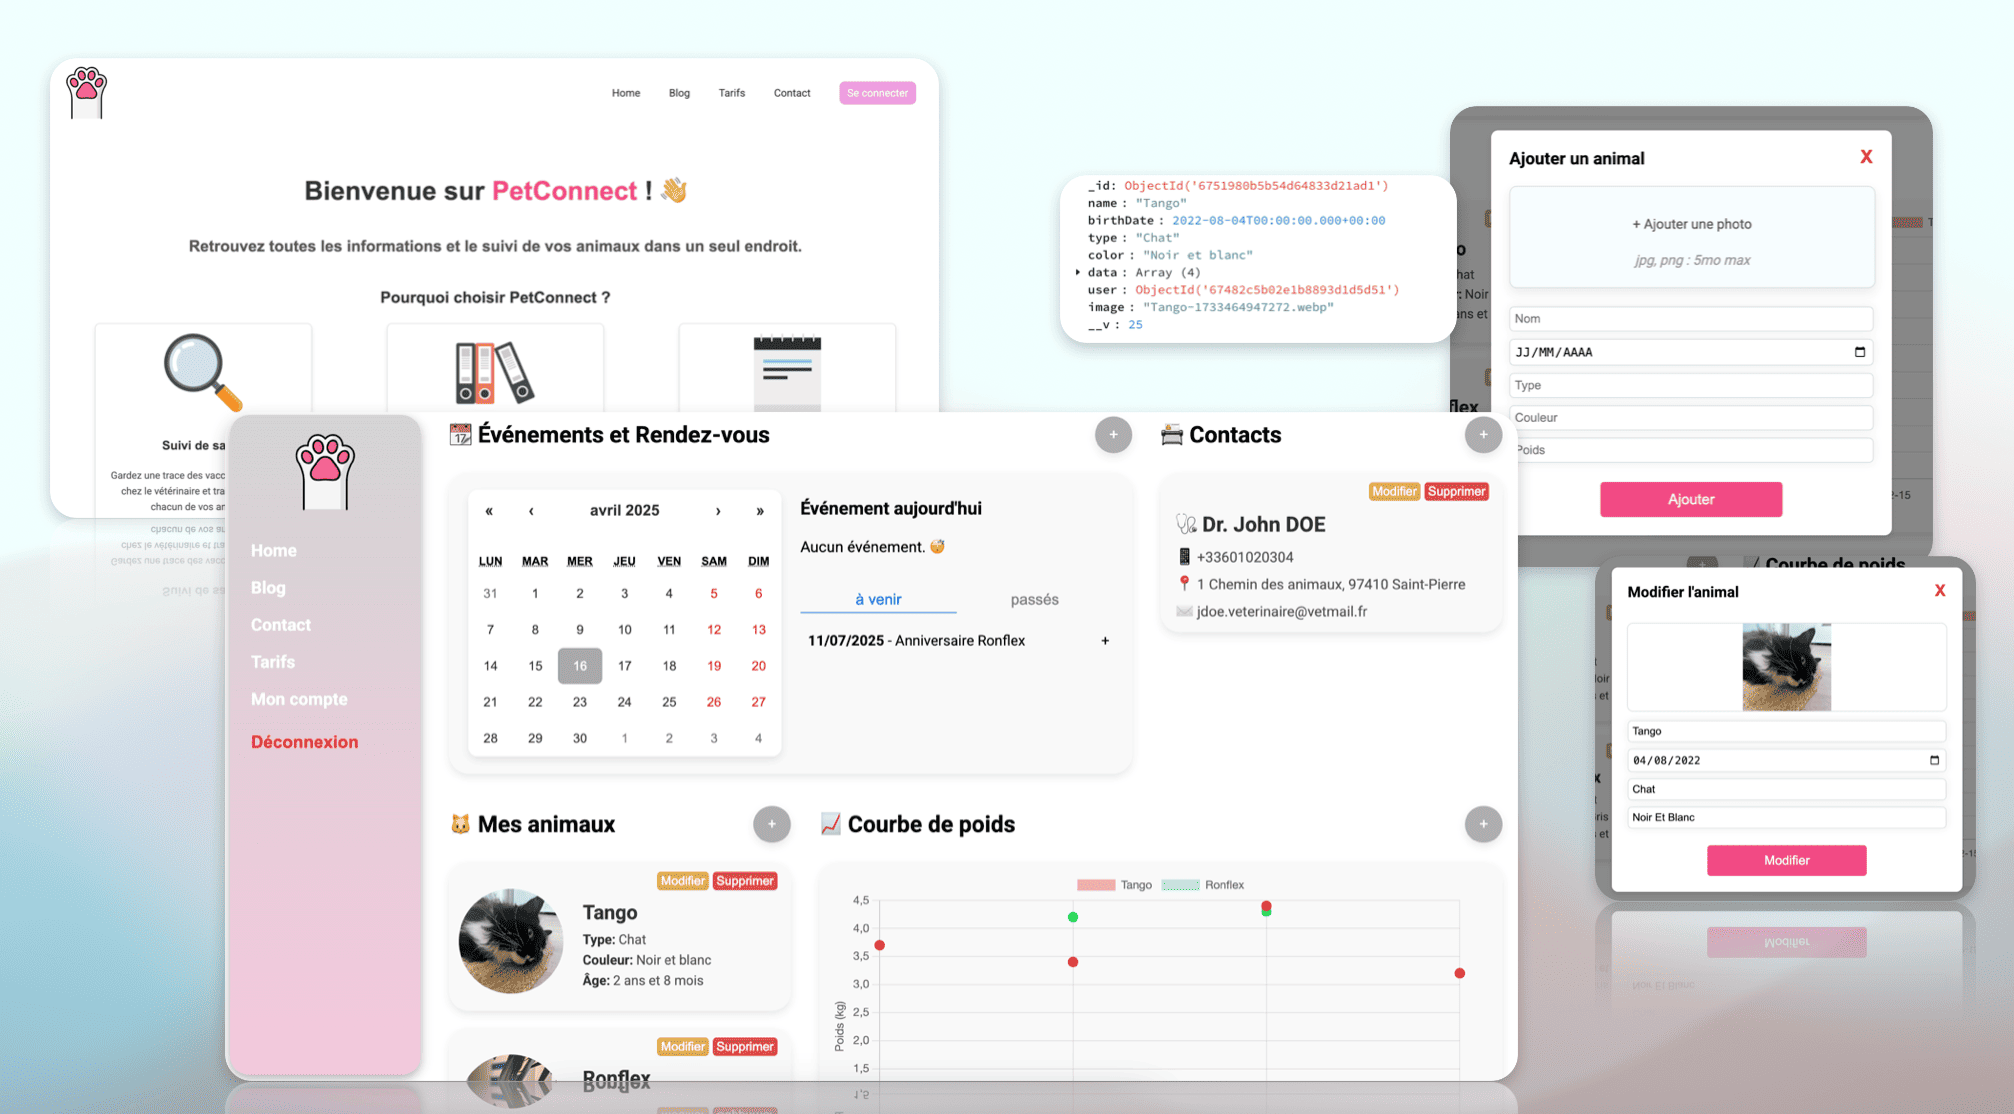 Home
Blog
Tarifs
Contact
Se connecter
Bienvenue sur PetConnect ! 👋
Retrouvez toutes les informations et le suivi de vos animaux dans un seul endroit.
Pourquoi choisir PetConnect ?
Suivi de sa
Gardez une trace des vacc
chez le vétérinaire et tra
chacun de vos ar
_id: ObjectId('6751980b5b54d64833d21ad1')
name : "Tango"
birthDate : 2022-08-04T00:00:00.000+00:00
type : "Chat"
color : "Noir et blanc"
data : Array (4)
user : ObjectId('67482c5b02e1b8893d1d5d51')
image : "Tango-1733464947272.webp"
__v : 25
Ajouter un animal
X
+ Ajouter une photo
jpg, png : 5mo max
Nom
JJ/MM/AAAA
Type
Couleur
Poids
Ajouter
Home
Blog
Contact
Tarifs
Mon compte
Déconnexion
📅 Événements et Rendez-vous
+
« ‹ avril 2025 › »
LUN MAR MER JEU VEN SAM DIM
31 1 2 3 4 5 6
7 8 9 10 11 12 13
14 15 16 17 18 19 20
21 22 23 24 25 26 27
28 29 30 1 2 3 4
Événement aujourd'hui
Aucun événement. 😴
à venir
passés
11/07/2025 - Anniversaire Ronflex +
Contacts
+
Modifier Supprimer
🩺 Dr. John DOE
📱 +33601020304
📍 1 Chemin des animaux, 97410 Saint-Pierre
✉️ jdoe.veterinaire@vetmail.fr
🐱 Mes animaux
+
Modifier Supprimer
Tango
Type: Chat
Couleur: Noir et blanc
Âge: 2 ans et 8 mois
Modifier Supprimer
Ronflex
📈 Courbe de poids
+
Tango Ronflex
Poids (kg)
4,5
4,0
3,5
3,0
2,5
2,0
1,5
Courbe de poids
Modifier l'animal
X
Tango
04/08/2022
Chat
Noir Et Blanc
Modifier